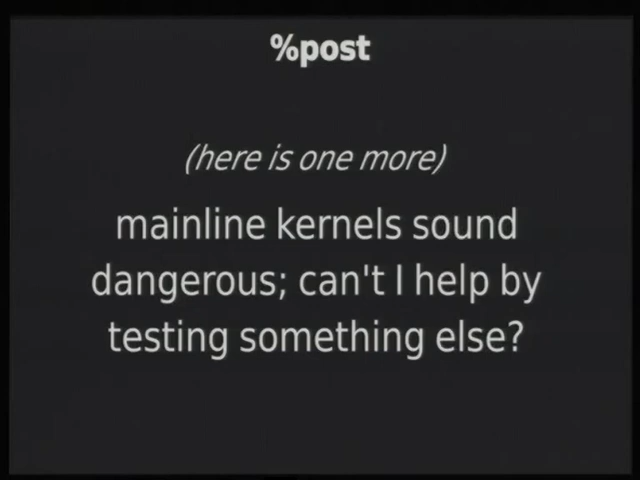 %post
(here is one more)
mainline kernels sound
dangerous; can't I help by
testing something else?